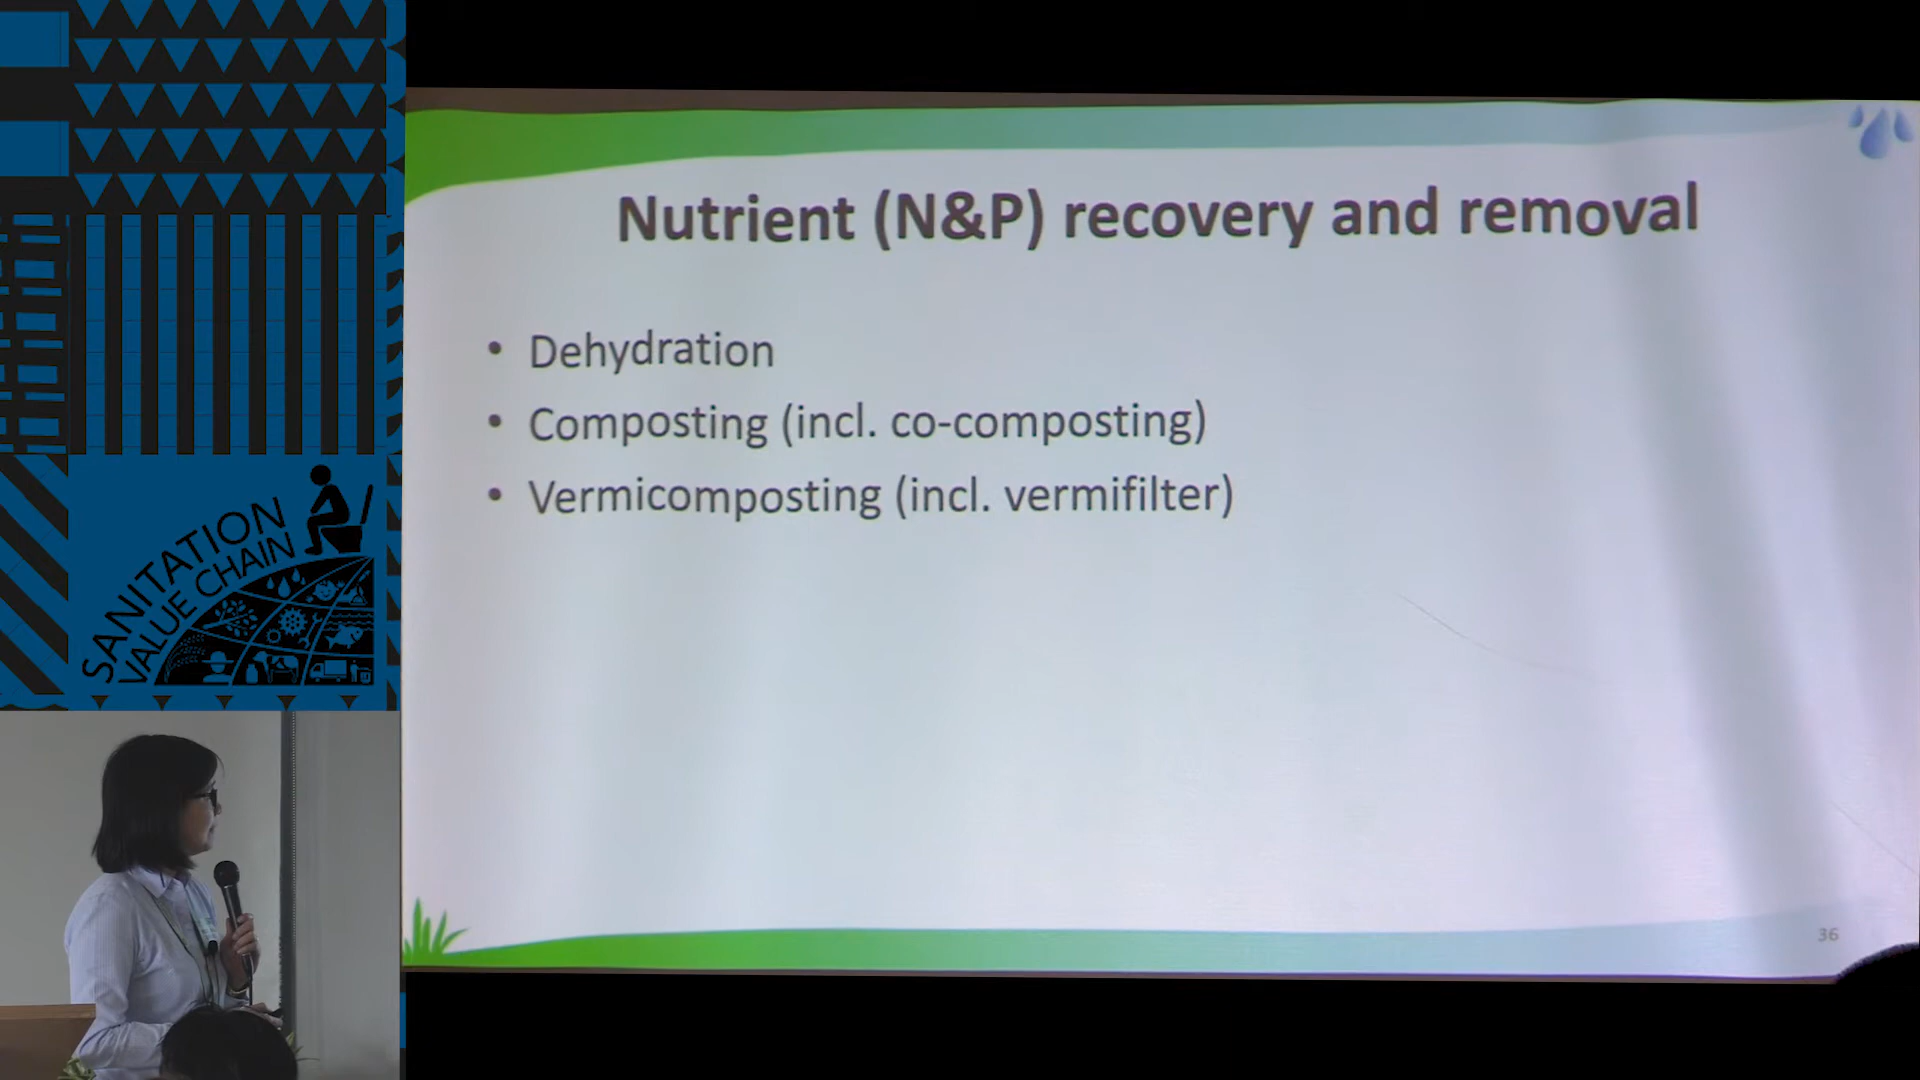 SANITATION
VALUE CHAIN
Nutrient (N&P) recovery and removal
• Dehydration
• Composting (incl. co-composting)
• Vermicomposting (incl. vermifilter)
36